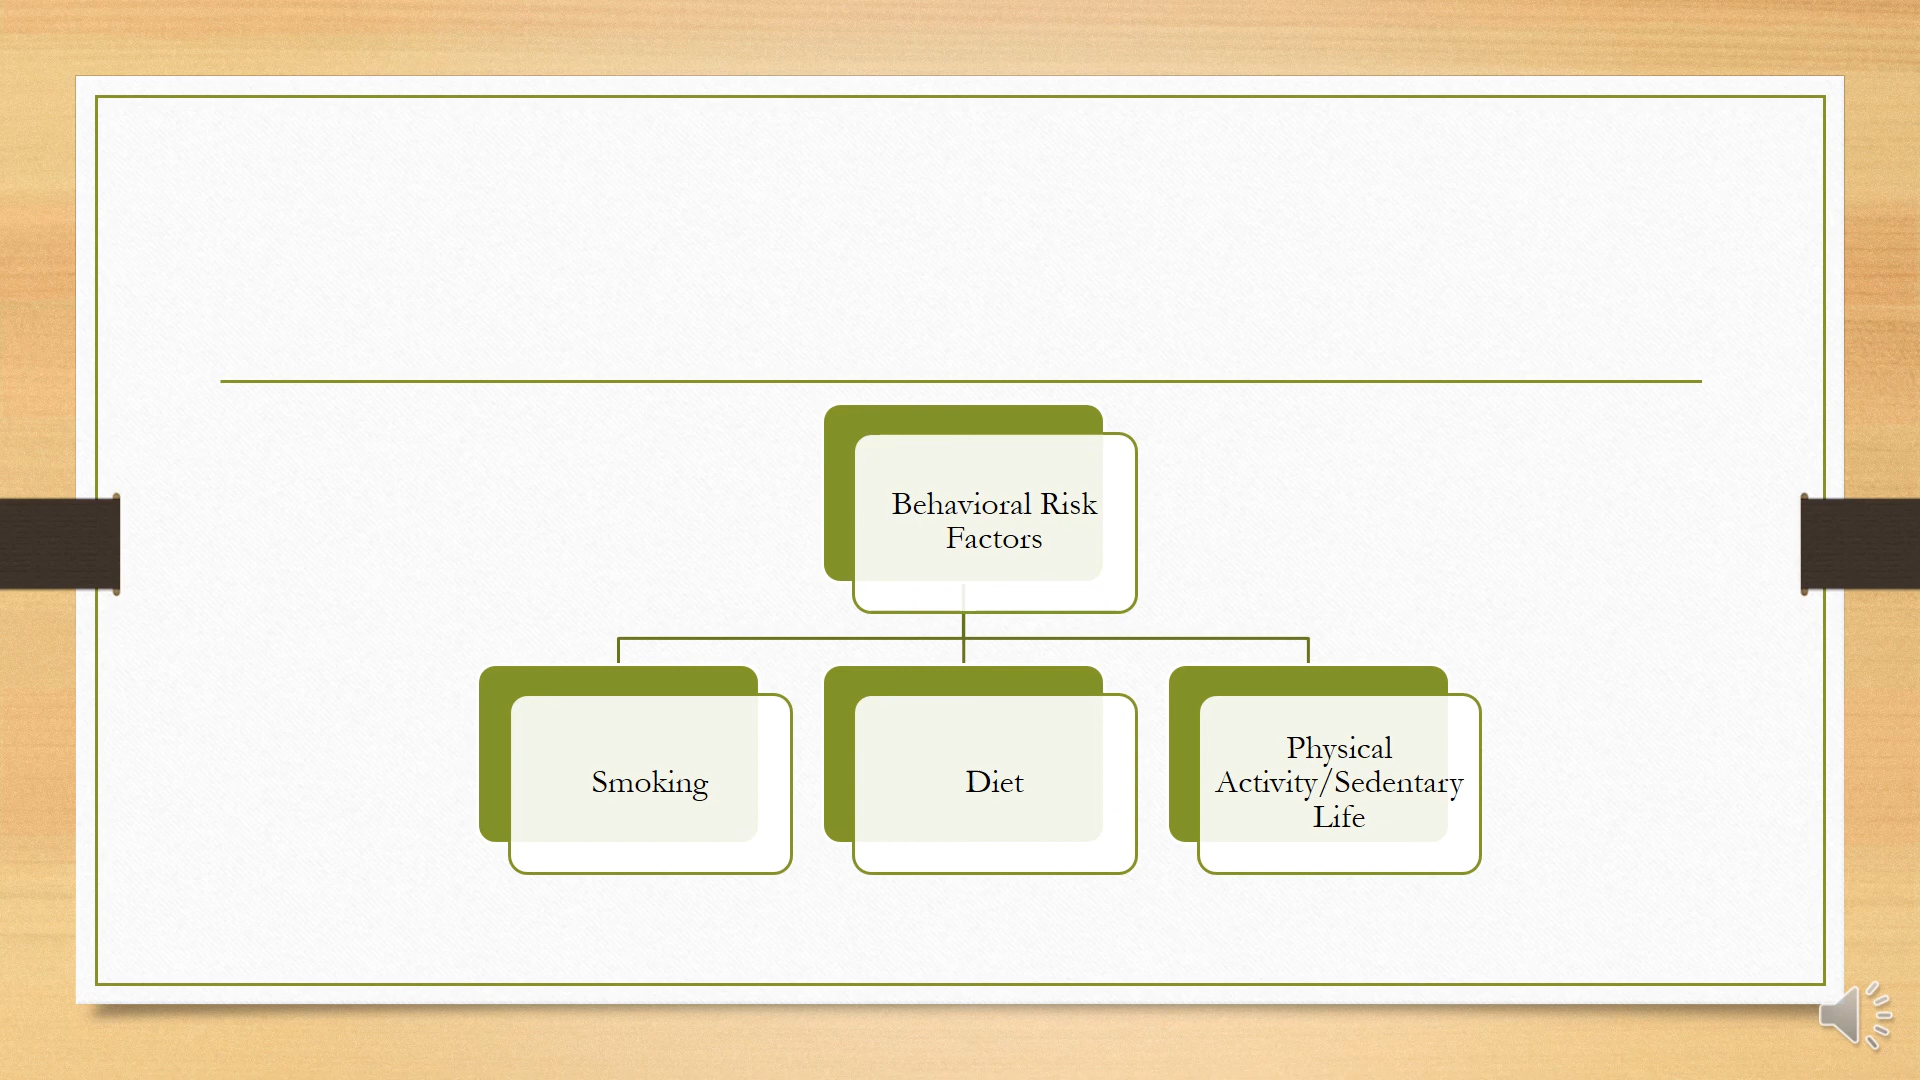 Behavioral Risk
Factors
Smoking
Diet
Physical
Activity/Sedentary
Life